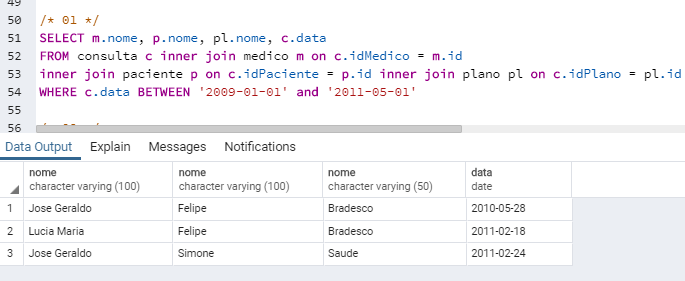 49
50 /* 01 */
51 SELECT m.nome, p.nome, pl.nome, c.data
52 FROM consulta c inner join medico m on c.idMedico = m.id
53 inner join paciente p on c.idPaciente = p.id inner join plano pl on c.idPlano = pl.id
54 WHERE c.data BETWEEN '2009-01-01' and '2011-05-01'
55
56
Data Output Explain Messages Notifications
nome nome nome data
character varying (100) character varying (100) character varying (50) date
1 Jose Geraldo Felipe Bradesco 2010-05-28
2 Lucia Maria Felipe Bradesco 2011-02-18
3 Jose Geraldo Simone Saude 2011-02-24